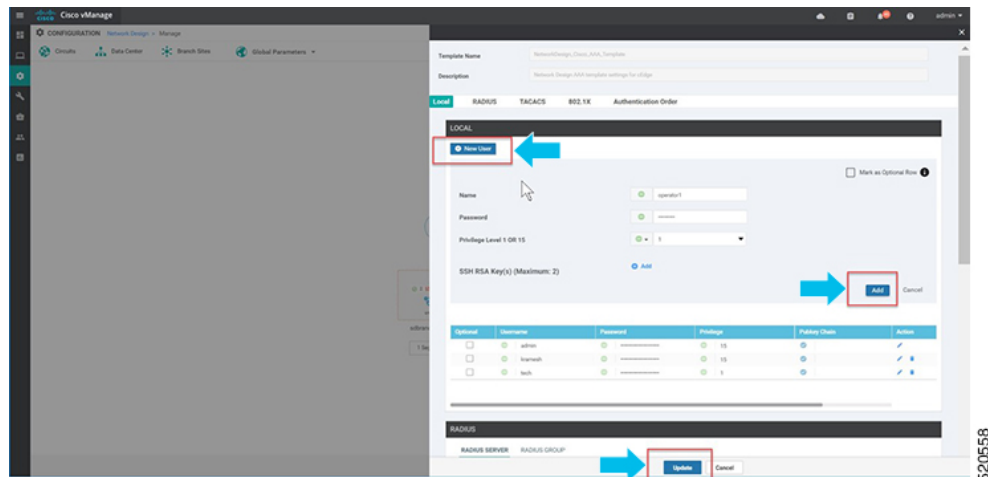 CISCO Cisco vManage admin
CONFIGURATION Network Design > Manage
Circuits Data Center Branch Sites Global Parameters
Template Name NetworkDesign_Cisco_AAA_Template
Description Network Design AAA template settings for cEdge
Local RADIUS TACACS 802.1X Authentication Order
LOCAL
New User
Mark as Optional Row
Name operator1
Password
Privilege Level 1 OR 15 1
SSH RSA Key(s) (Maximum: 2) Add
Add Cancel
Optional Username Password Privilege Pubkey Chain Action
admin 15
kramesh 15
tech 1
RADIUS
RADIUS SERVER RADIUS GROUP
Update Cancel
520558